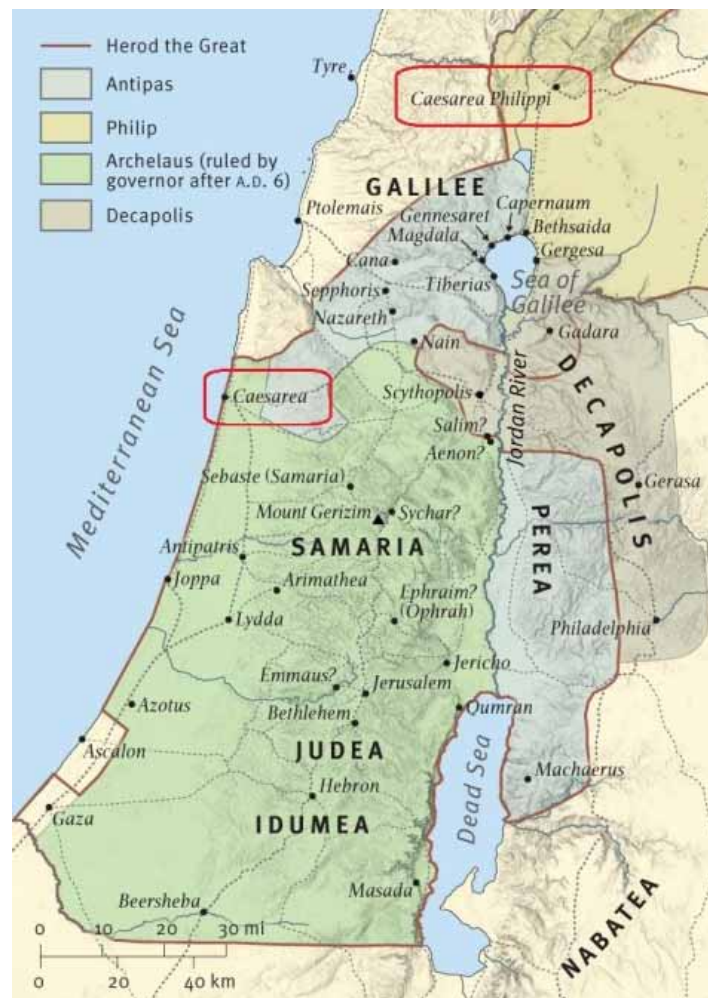 Herod the Great
Antipas
Philip
Archelaus (ruled by
governor after A.D. 6)
Decapolis
Tyre
Caesarea Philippi
GALILEE
Capernaum
Gennesaret
Bethsaida
Ptolemais
Magdala
Gergesa
Cana
Tiberias
Sea of
Galilee
Sepphoris
Nazareth
Gadara
Nain
Mediterranean Sea
Jordan River
DECAPOLIS
Caesarea
Scythopolis
Salim?
Aenon?
Sebaste (Samaria)
Gerasa
Mount Gerizim
Sychar?
PEREA
SAMARIA
Antipatris
Joppa
Arimathea
Ephraim?
(Ophrah)
Lydda
Philadelphia
Jericho
Emmaus?
Jerusalem
Azotus
Bethlehem
Qumran
Ascalon
JUDEA
Dead Sea
Machaerus
Hebron
Gaza
IDUMEA
Masada
Beersheba
NABATEA
0 10 20 30 mi
0 20 40 km